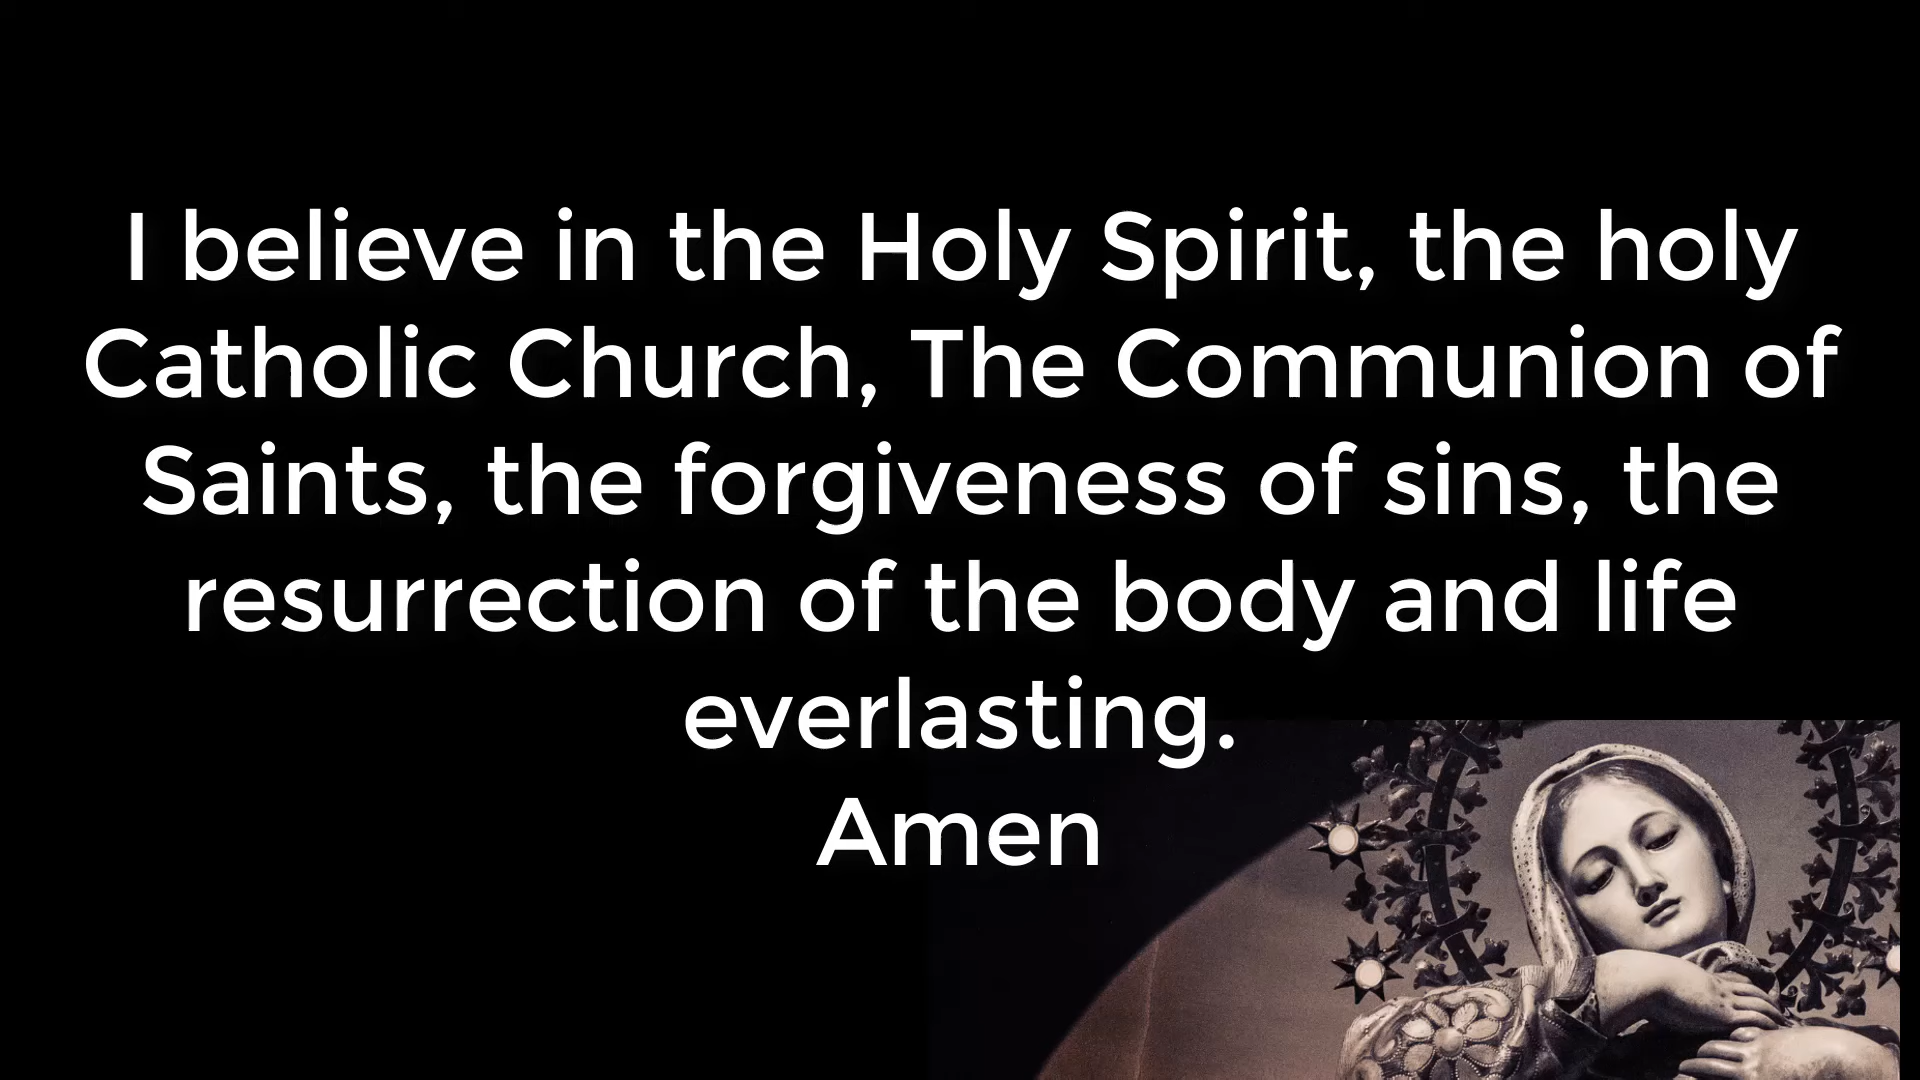 I believe in the Holy Spirit, the holy
Catholic Church, The Communion of
Saints, the forgiveness of sins, the
resurrection of the body and life
everlasting.
Amen